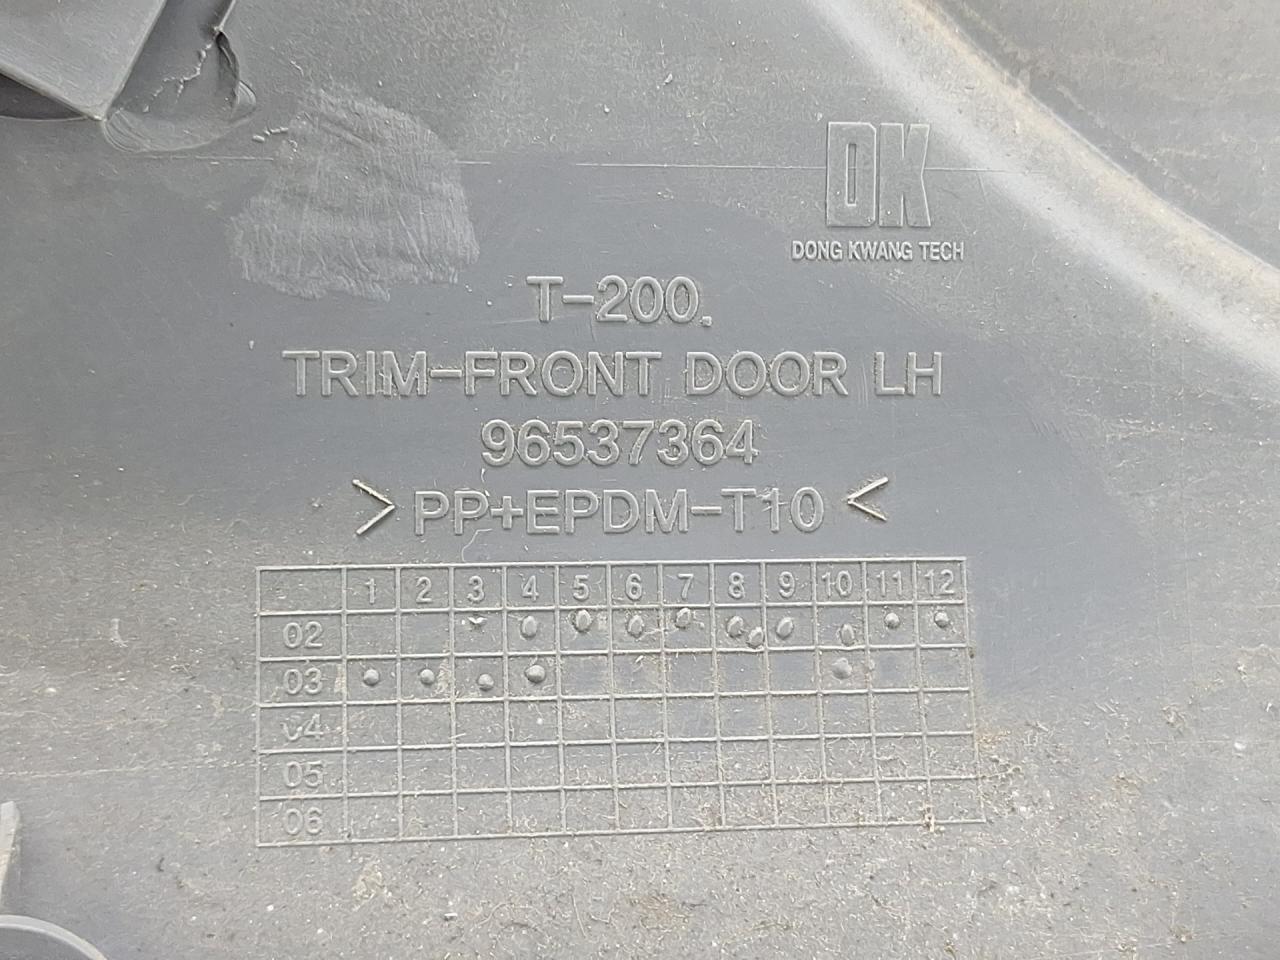 DK
DONG KWANG TECH
T-200.
TRIM-FRONT DOOR LH
96537364
>PP+EPDM-T10<
1 2 3 4 5 6 7 8 9 10 11 12
02
03
04
05
06